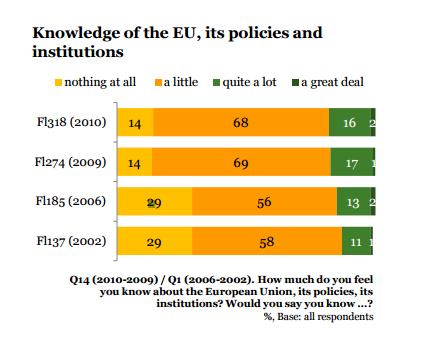 Knowledge of the EU, its policies and
institutions
nothing at all a little quite a lot a great deal
Fl318 (2010) 14 68 16 2
Fl274 (2009) 14 69 17 1
Fl185 (2006) 29 56 13 2
Fl137 (2002) 29 58 11 1
Q14 (2010-2009) / Q1 (2006-2002). How much do you feel
you know about the European Union, its policies, its
institutions? Would you say you know …?
%, Base: all respondents